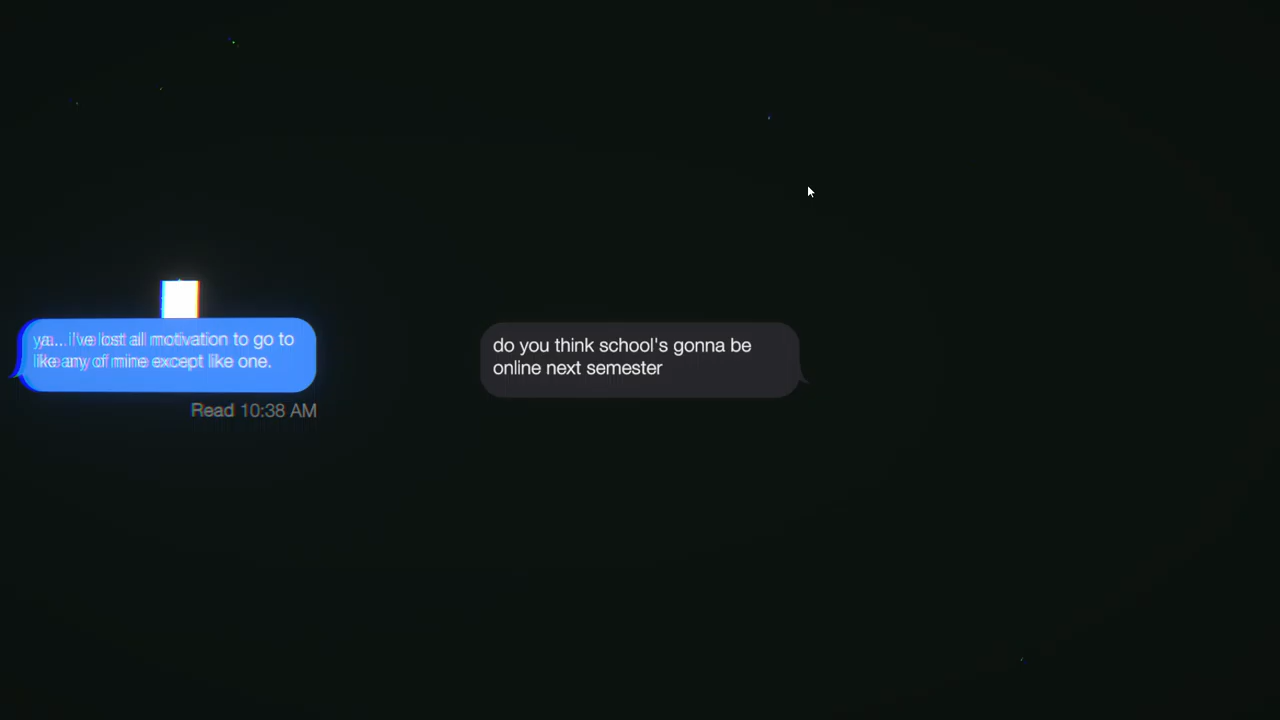 ya... i've lost all motivation to go to
like any of mine except like one.
Read 10:38 AM
do you think school's gonna be
online next semester